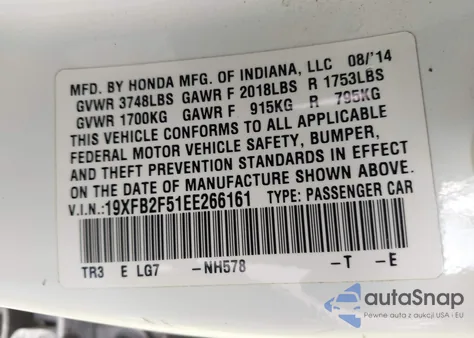 MFD. BY HONDA MFG. OF INDIANA, LLC 08/'14
GVWR 3748LBS GAWR F 2018LBS R 1753LBS
GVWR 1700KG GAWR F 915KG R 795KG
THIS VEHICLE CONFORMS TO ALL APPLICABLE
FEDERAL MOTOR VEHICLE SAFETY, BUMPER,
AND THEFT PREVENTION STANDARDS IN EFFECT
ON THE DATE OF MANUFACTURE SHOWN ABOVE.
V.I.N.:19XFB2F51EE266161 TYPE: PASSENGER CAR
TR3 E LG7 -NH578 -T -E
autoSnap
Pewne auta z aukcji USA - EU